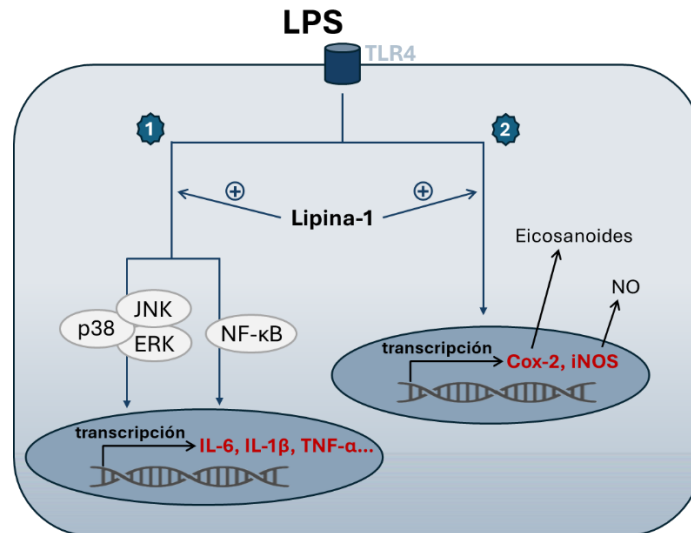 LPS
TLR4
1
2
Lipina-1
Eicosanoides
NO
JNK
p38
ERK
NF-κB
transcripción
Cox-2, iNOS
transcripción
IL-6, IL-1β, TNF-α...